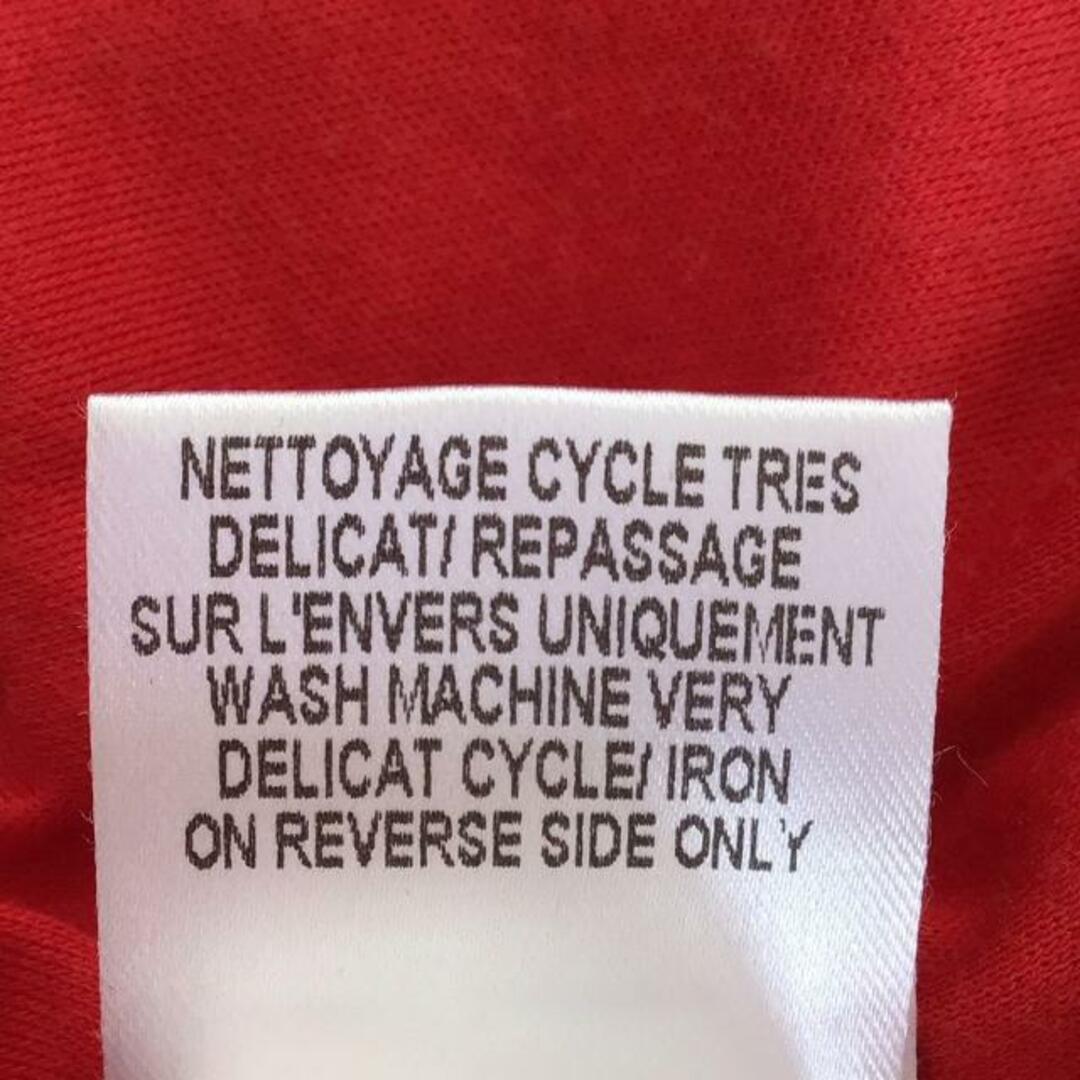 NETTOYAGE CYCLE TRES
DELICAT/ REPASSAGE
SUR L'ENVERS UNIQUEMENT
WASH MACHINE VERY
DELICAT CYCLE/ IRON
ON REVERSE SIDE ONLY